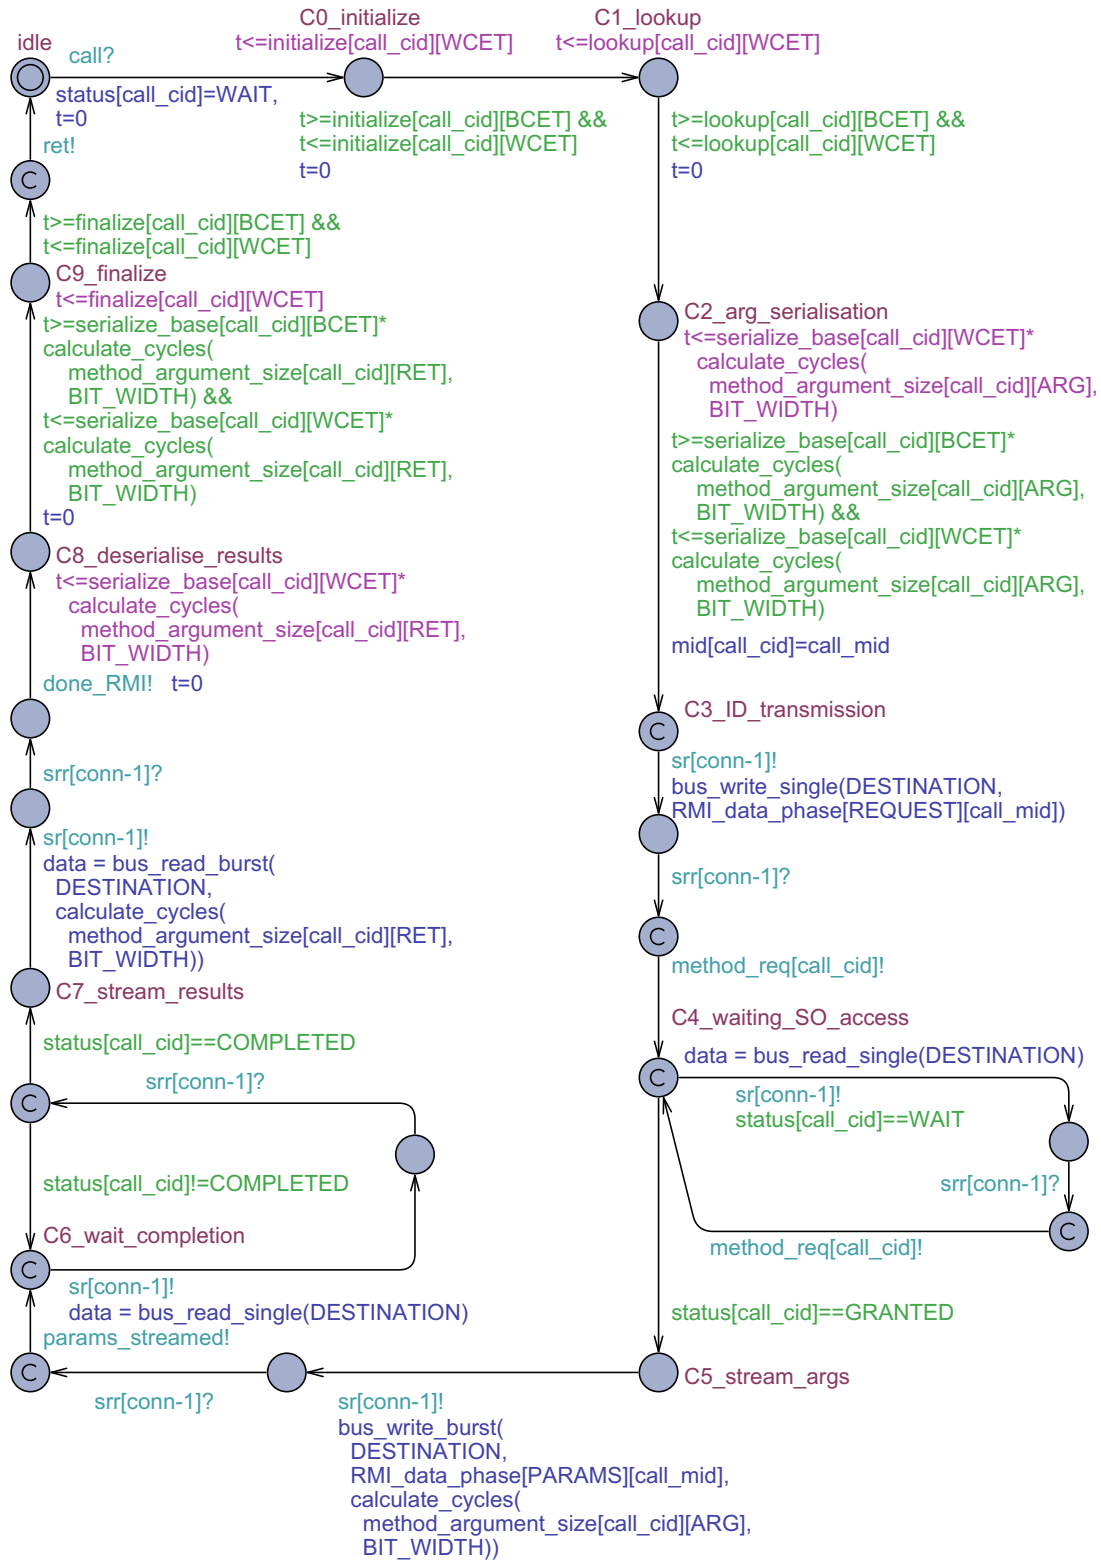 C0_initialize
t<=initialize[call_cid][WCET]
C1_lookup
t<=lookup[call_cid][WCET]
idle
call?
status[call_cid]=WAIT,
t=0
t>=initialize[call_cid][BCET] &&
t<=initialize[call_cid][WCET]
t=0
t>=lookup[call_cid][BCET] &&
t<=lookup[call_cid][WCET]
t=0
ret!
C
t>=finalize[call_cid][BCET] &&
t<=finalize[call_cid][WCET]
C9_finalize
t<=finalize[call_cid][WCET]
t>=serialize_base[call_cid][BCET]*
calculate_cycles(
method_argument_size[call_cid][RET],
BIT_WIDTH) &&
t<=serialize_base[call_cid][WCET]*
calculate_cycles(
method_argument_size[call_cid][RET],
BIT_WIDTH)
t=0
C8_deserialise_results
t<=serialize_base[call_cid][WCET]*
calculate_cycles(
method_argument_size[call_cid][RET],
BIT_WIDTH)
done_RMI! t=0
srr[conn-1]?
sr[conn-1]!
data = bus_read_burst(
DESTINATION,
calculate_cycles(
method_argument_size[call_cid][RET],
BIT_WIDTH))
C7_stream_results
status[call_cid]==COMPLETED
srr[conn-1]?
C
status[call_cid]!=COMPLETED
C6_wait_completion
C
sr[conn-1]!
data = bus_read_single(DESTINATION)
params_streamed!
C
srr[conn-1]?
C2_arg_serialisation
t<=serialize_base[call_cid][WCET]*
calculate_cycles(
method_argument_size[call_cid][ARG],
BIT_WIDTH)
t>=serialize_base[call_cid][BCET]*
calculate_cycles(
method_argument_size[call_cid][ARG],
BIT_WIDTH) &&
t<=serialize_base[call_cid][WCET]*
calculate_cycles(
method_argument_size[call_cid][ARG],
BIT_WIDTH)
mid[call_cid]=call_mid
C3_ID_transmission
C
sr[conn-1]!
bus_write_single(DESTINATION,
RMI_data_phase[REQUEST][call_mid])
srr[conn-1]?
C
method_req[call_cid]!
C4_waiting_SO_access
data = bus_read_single(DESTINATION)
C
sr[conn-1]!
status[call_cid]==WAIT
srr[conn-1]?
C
method_req[call_cid]!
status[call_cid]==GRANTED
C5_stream_args
sr[conn-1]!
bus_write_burst(
DESTINATION,
RMI_data_phase[PARAMS][call_mid],
calculate_cycles(
method_argument_size[call_cid][ARG],
BIT_WIDTH))